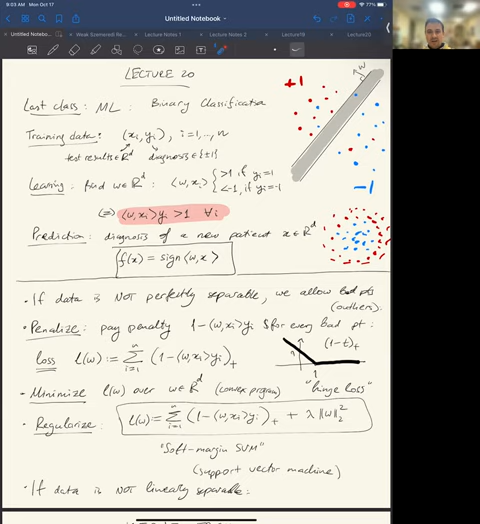 9:03 AM Mon Oct 17
77%
Untitled Notebook
Untitled Notebo...
Weak Szemerédi Re...
Lecture Notes 2
Lecture Notes 1
Lecture19
Lecture20
LECTURE 20
Last class: ML: Binary Classification
+1
w
Training data: (xᵢ, yᵢ), i=1,...,n
test results ∈ ℝᵈ diagnosis ∈ {±1}
Learning: find w∈ℝᵈ: ⟨w,xᵢ⟩ { >1 if yᵢ=1
<-1, if yᵢ=-1
-1
(=) ⟨w,xᵢ⟩yᵢ >1 ∀i
Prediction: diagnosis of a new patient x∈ℝᵈ
f(x) = sign⟨w,x⟩
• If data is NOT perfectly separable, we allow bad pts
(outliers).
• Penalize: pay penalty 1-⟨w,xᵢ⟩yᵢ $ for every bad pt:
loss ℓ(w) := Σᵢ₌₁ⁿ (1-⟨w,xᵢ⟩yᵢ)₊
(1-t)₊
1
1
• Minimize ℓ(w) over w∈ℝᵈ (convex program) "hinge loss"
• Regularize: ℓ(w) := Σᵢ₌₁ⁿ (1-⟨w,xᵢ⟩yᵢ)₊ + λ‖w‖₂²
"Soft-margin SVM"
(support vector machine)
• If data is NOT linearly separable: